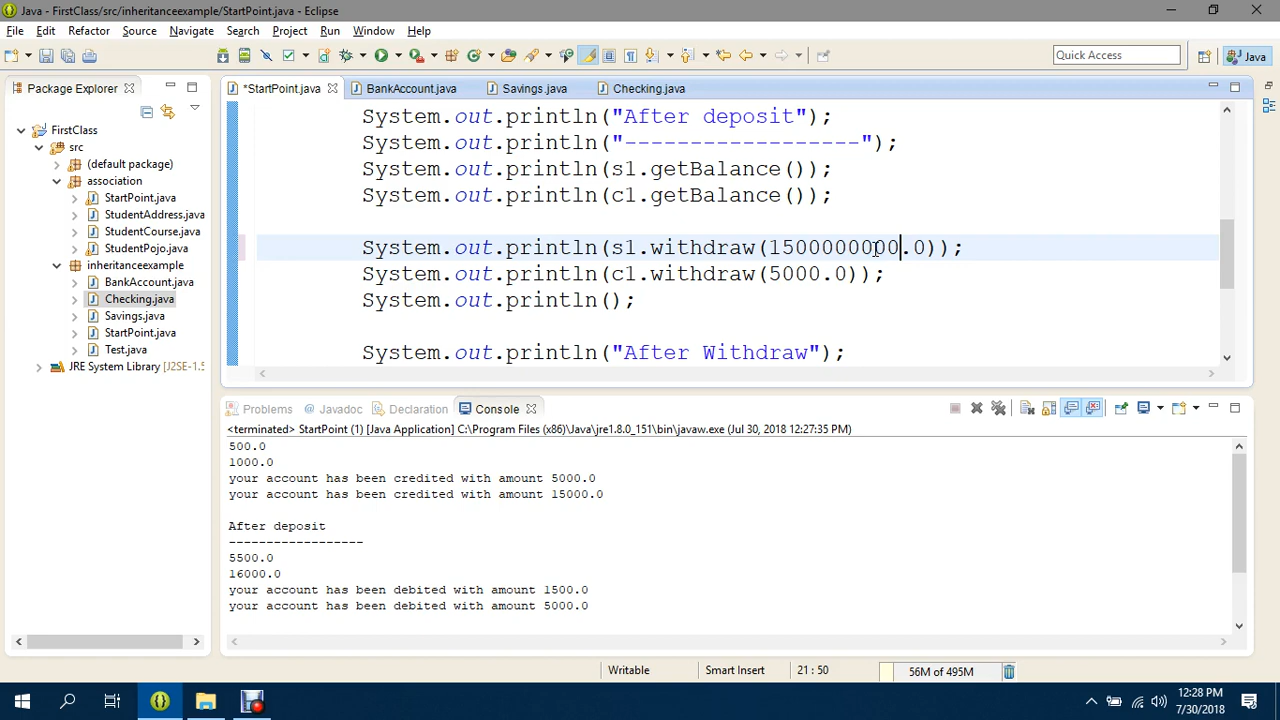 Java - FirstClass/src/inheritanceexample/StartPoint.java - Eclipse
File Edit Refactor Source Navigate Search Project Run Window Help
Quick Access
Java
Package Explorer
*StartPoint.java BankAccount.java Savings.java Checking.java
FirstClass
src
(default package)
association
StartPoint.java
StudentAddress.java
StudentCourse.java
StudentPojo.java
inheritanceexample
BankAccount.java
Checking.java
Savings.java
StartPoint.java
Test.java
JRE System Library [J2SE-1.5
System.out.println("After deposit");
System.out.println("------------------");
System.out.println(s1.getBalance());
System.out.println(c1.getBalance());
System.out.println(s1.withdraw(1500000000.0));
System.out.println(c1.withdraw(5000.0));
System.out.println();
System.out.println("After Withdraw");
Problems Javadoc Declaration Console
<terminated> StartPoint (1) [Java Application] C:\Program Files (x86)\Java\jre1.8.0_151\bin\javaw.exe (Jul 30, 2018 12:27:35 PM)
500.0
1000.0
your account has been credited with amount 5000.0
your account has been credited with amount 15000.0
After deposit
------------------
5500.0
16000.0
your account has been debited with amount 1500.0
your account has been debited with amount 5000.0
Writable Smart Insert 21 : 50 56M of 495M
12:28 PM
7/30/2018